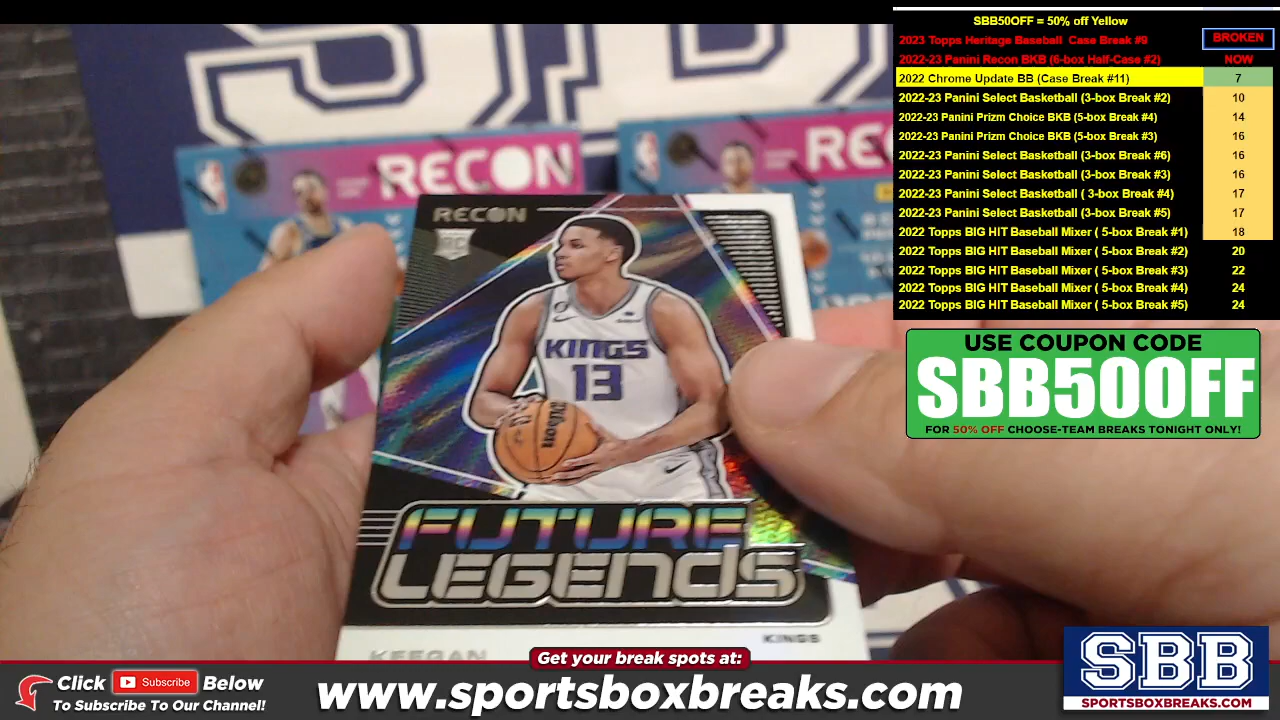 SBB50OFF = 50% off Yellow
2023 Topps Heritage Baseball Case Break #9
BROKEN
2022-23 Panini Recon BKB (6-box Half-Case #2)
NOW
2022 Chrome Update BB (Case Break #11)
7
2022-23 Panini Select Basketball (3-box Break #2)
10
2022-23 Panini Prizm Choice BKB (5-box Break #4)
14
2022-23 Panini Prizm Choice BKB (5-box Break #3)
16
2022-23 Panini Select Basketball (3-box Break #6)
16
2022-23 Panini Select Basketball (3-box Break #3)
16
2022-23 Panini Select Basketball ( 3-box Break #4)
17
2022-23 Panini Select Basketball (3-box Break #5)
17
2022 Topps BIG HIT Baseball Mixer ( 5-box Break #1)
18
2022 Topps BIG HIT Baseball Mixer ( 5-box Break #2)
20
2022 Topps BIG HIT Baseball Mixer ( 5-box Break #3)
22
2022 Topps BIG HIT Baseball Mixer ( 5-box Break #4)
24
2022 Topps BIG HIT Baseball Mixer ( 5-box Break #5)
24
USE COUPON CODE
SBB50OFF
FOR 50% OFF CHOOSE-TEAM BREAKS TONIGHT ONLY!
RECON
RECON
RC
KINGS
13
Wilson
FUTURE
LEGENDS
KINGS
KEEGAN
Get your break spots at:
Click Subscribe Below
To Subscribe To Our Channel!
www.sportsboxbreaks.com
SBB
SPORTSBOXBREAKS.COM